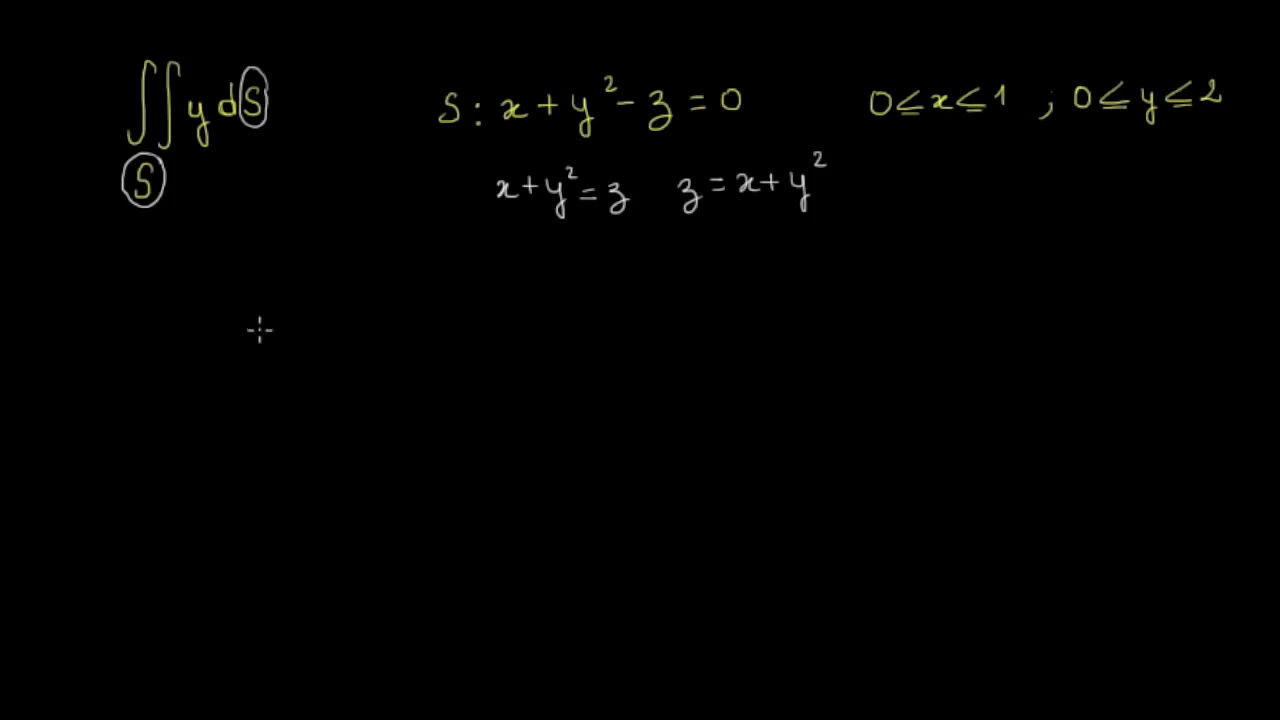 ∬ y dS S : x + y² - z = 0 0 ≤ x ≤ 1 ; 0 ≤ y ≤ 2
S x + y² = z z = x + y²